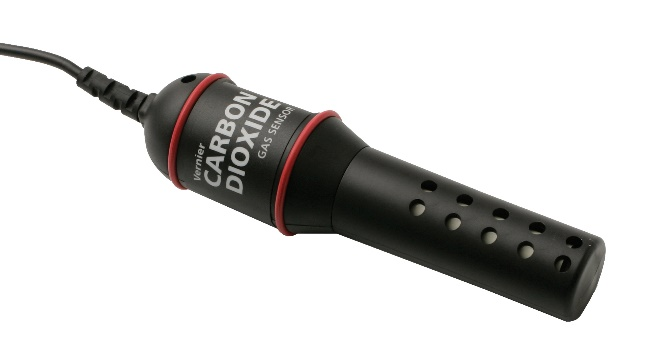 Vernier
CARBON
DIOXIDE
GAS SENSOR